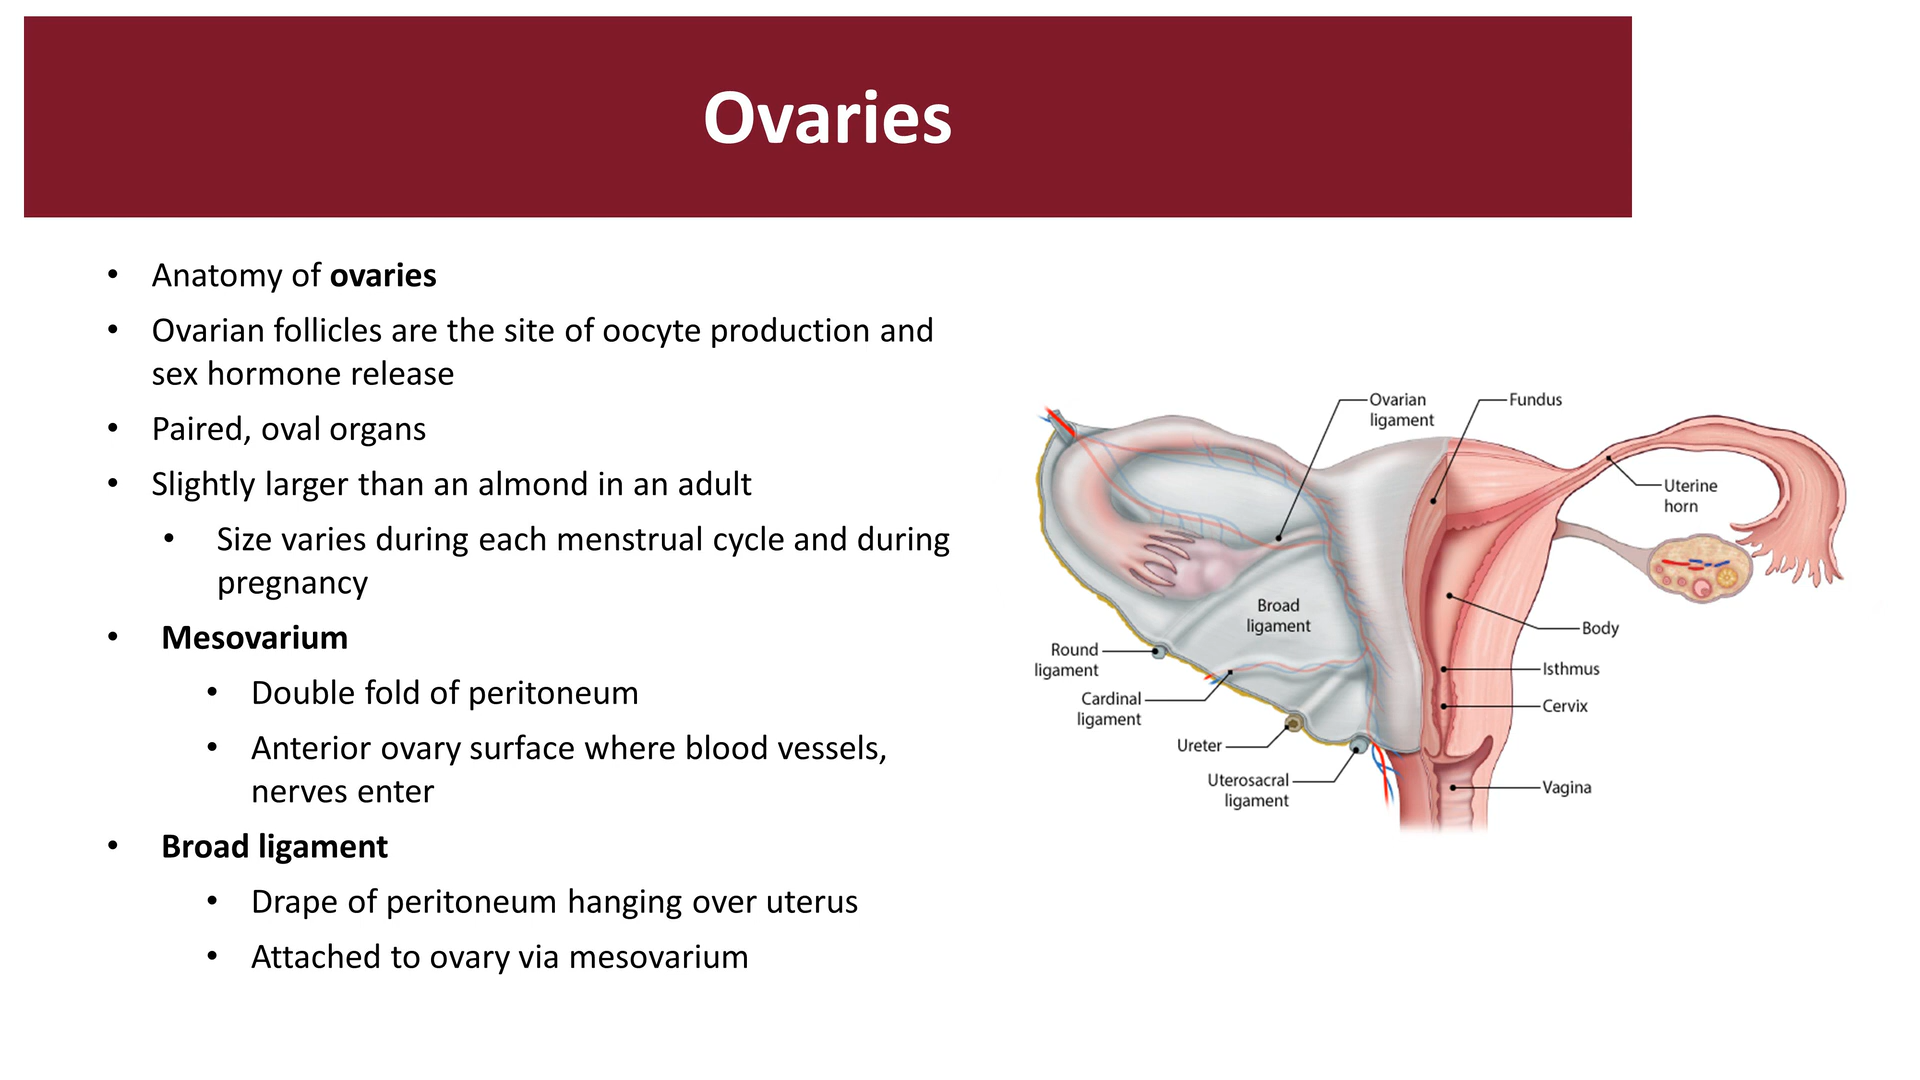 Ovaries
• Anatomy of ovaries
• Ovarian follicles are the site of oocyte production and
sex hormone release
• Paired, oval organs
• Slightly larger than an almond in an adult
• Size varies during each menstrual cycle and during
pregnancy
• Mesovarium
• Double fold of peritoneum
• Anterior ovary surface where blood vessels,
nerves enter
• Broad ligament
• Drape of peritoneum hanging over uterus
• Attached to ovary via mesovarium
Ovarian
ligament
Fundus
Uterine
horn
Broad
ligament
Body
Round
ligament
Isthmus
Cardinal
ligament
Cervix
Ureter
Uterosacral
ligament
Vagina